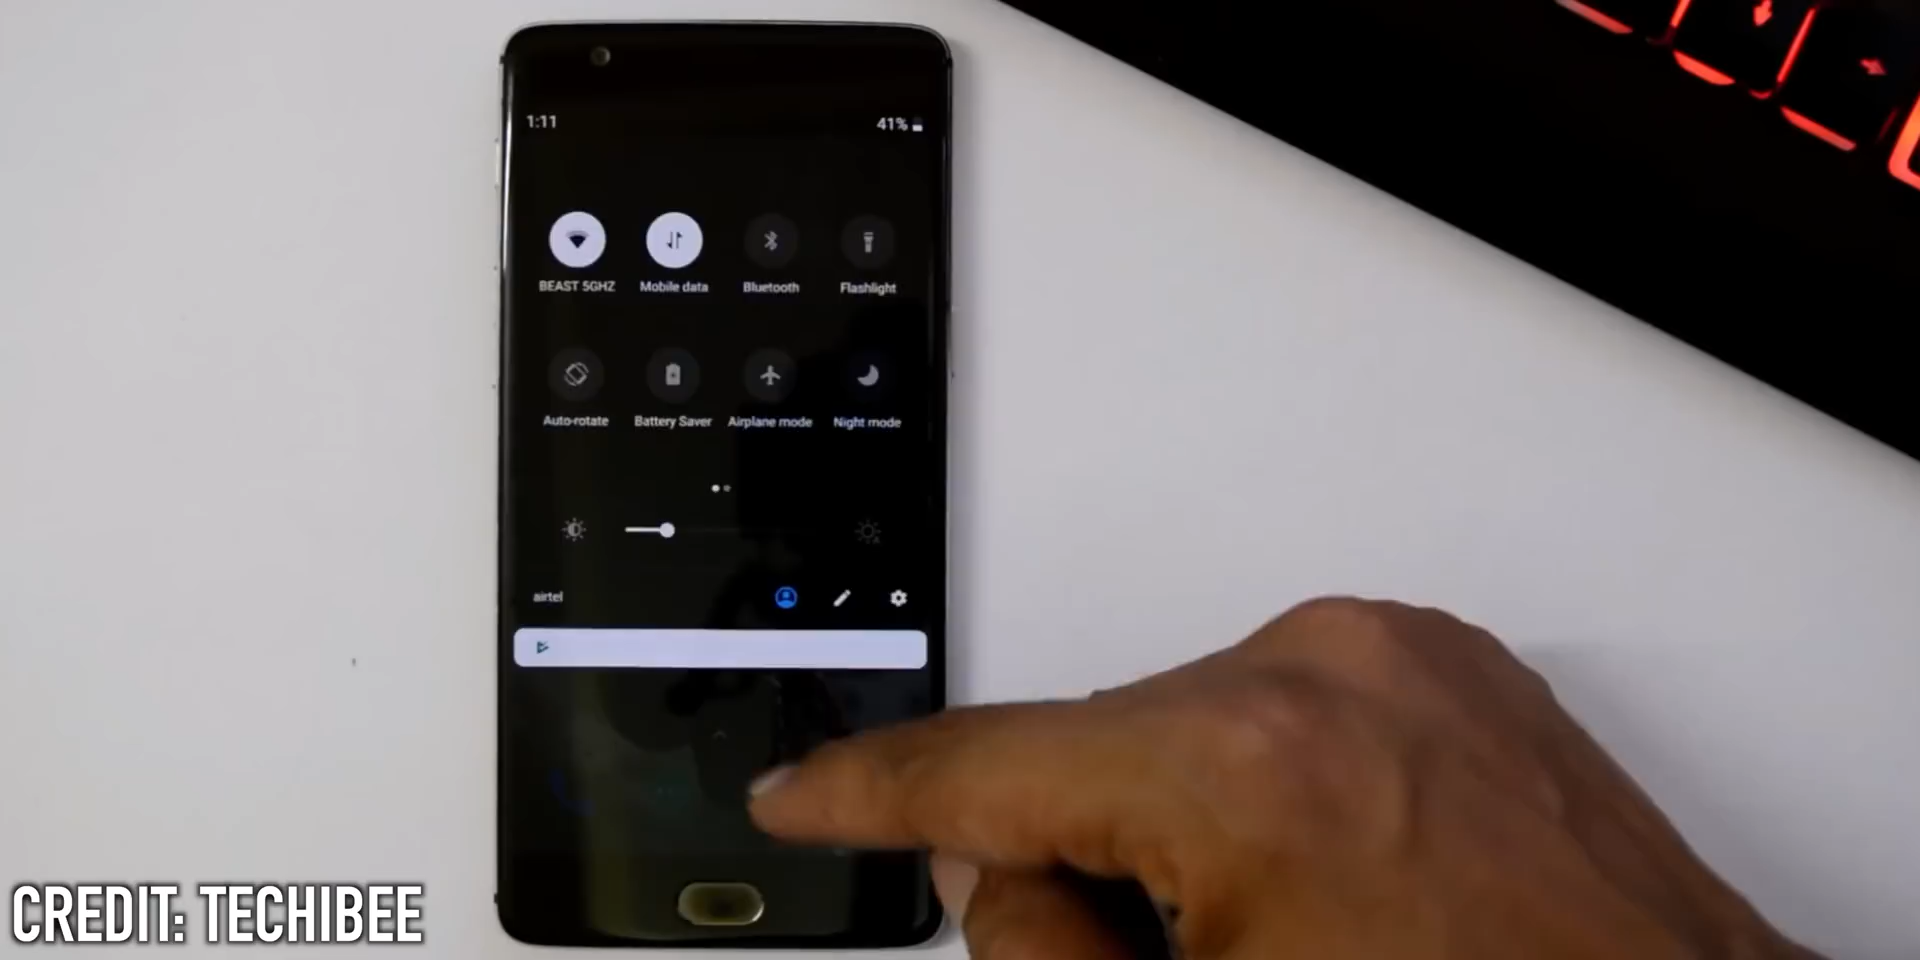 1:11 41%
BEAST 5GHZ Mobile data Bluetooth Flashlight
Auto-rotate Battery Saver Airplane mode Night mode
airtel
CREDIT: TECHIBEE